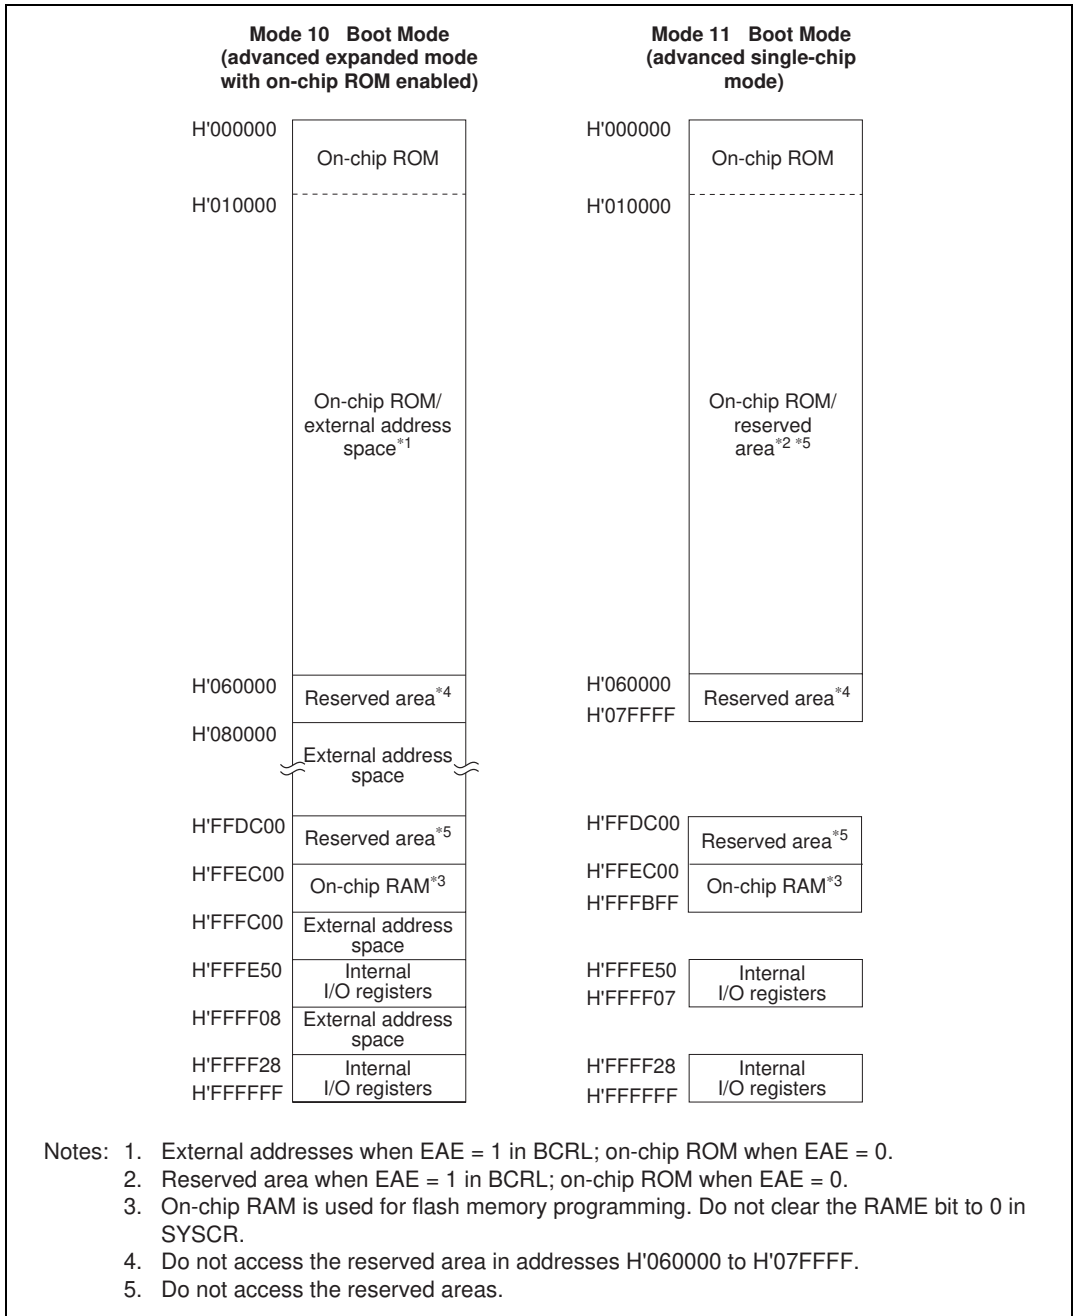 Mode 10 Boot Mode
(advanced expanded mode
with on-chip ROM enabled)
H'000000
On-chip ROM
H'010000
On-chip ROM/
external address
space*1
H'060000
Reserved area*4
H'080000
External address
space
H'FFDC00
Reserved area*5
H'FFEC00
On-chip RAM*3
H'FFFC00
External address
space
H'FFFE50
Internal
I/O registers
H'FFFF08
External address
space
H'FFFF28
Internal
I/O registers
H'FFFFFF
Mode 11 Boot Mode
(advanced single-chip
mode)
H'000000
On-chip ROM
H'010000
On-chip ROM/
reserved
area*2 *5
H'060000
Reserved area*4
H'07FFFF
H'FFDC00
Reserved area*5
H'FFEC00
On-chip RAM*3
H'FFFBFF
H'FFFE50
Internal
I/O registers
H'FFFF07
H'FFFF28
Internal
I/O registers
H'FFFFFF
Notes: 1. External addresses when EAE = 1 in BCRL; on-chip ROM when EAE = 0.
2. Reserved area when EAE = 1 in BCRL; on-chip ROM when EAE = 0.
3. On-chip RAM is used for flash memory programming. Do not clear the RAME bit to 0 in
SYSCR.
4. Do not access the reserved area in addresses H'060000 to H'07FFFF.
5. Do not access the reserved areas.